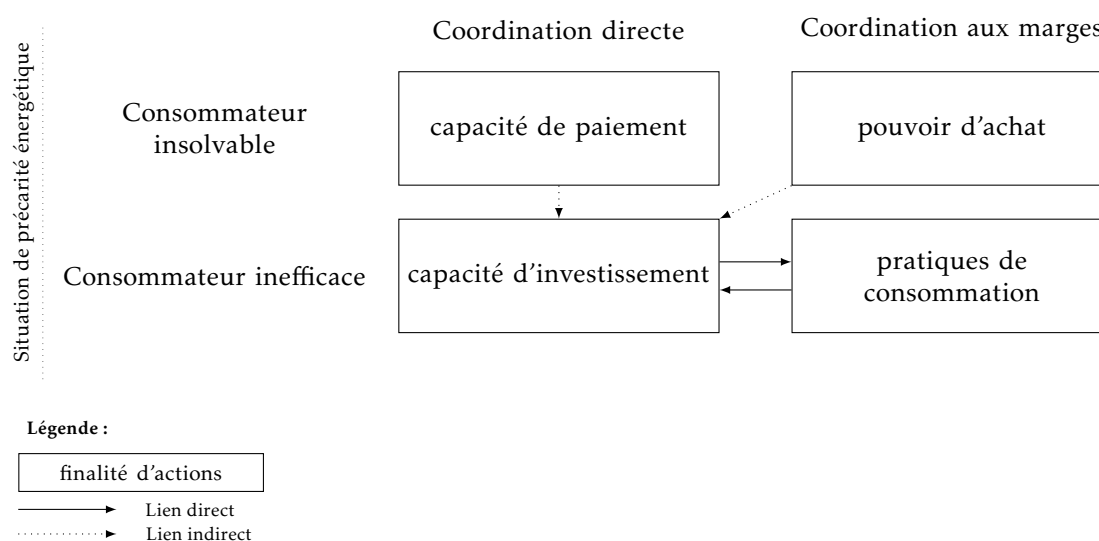 Coordination directe
Coordination aux marges
Situation de précarité énergétique
Consommateur
insolvable
capacité de paiement
pouvoir d'achat
Consommateur inefficace
capacité d'investissement
pratiques de
consommation
Légende :
finalité d'actions
Lien direct
Lien indirect